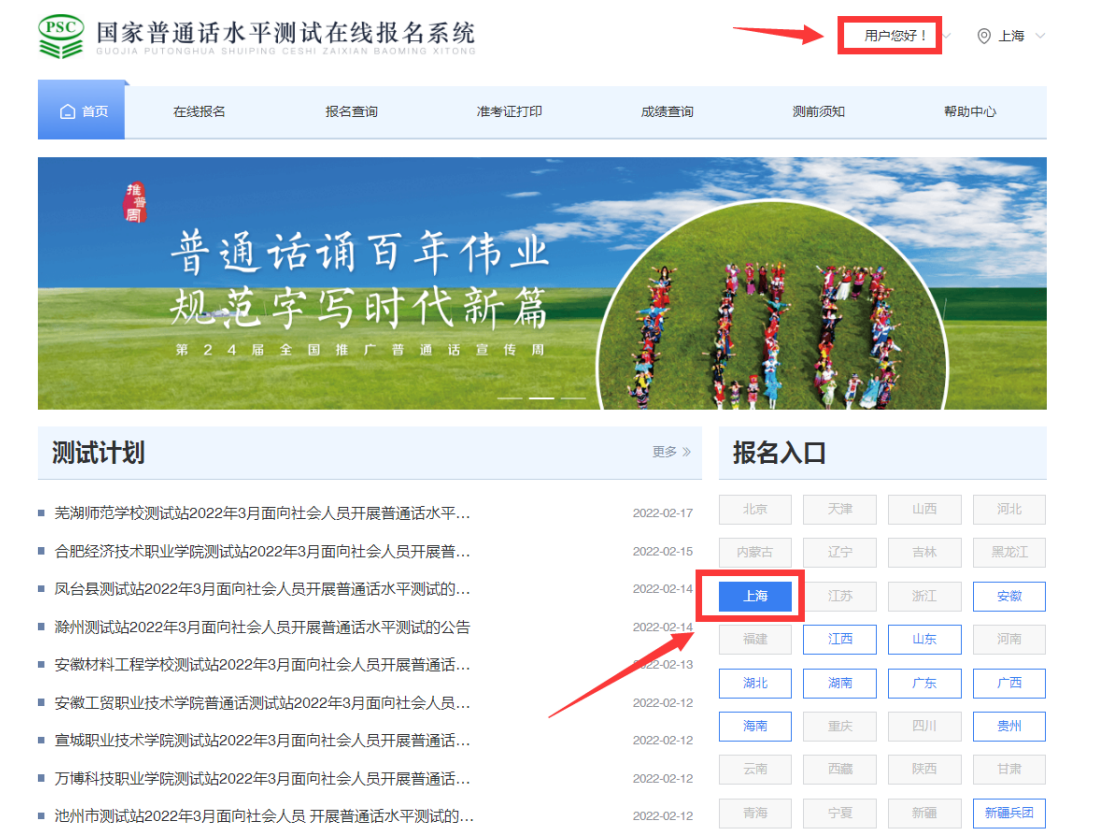 PSC
国家普通话水平测试在线报名系统
GUOJIA PUTONGHUA SHUIPING CESHI ZAIXIAN BAOMING XITONG
用户您好！
上海
首页
在线报名
报名查询
准考证打印
成绩查询
测前须知
帮助中心
推普周
普通话诵百年伟业
规范字写时代新篇
第24届全国推广普通话宣传周
100
测试计划
更多
芜湖师范学校测试站2022年3月面向社会人员开展普通话水平…
2022-02-17
合肥经济技术职业学院测试站2022年3月面向社会人员开展普…
2022-02-15
凤台县测试站2022年3月面向社会人员开展普通话水平测试的…
2022-02-14
滁州测试站2022年3月面向社会人员开展普通话水平测试的公告
2022-02-14
安徽材料工程学校测试站2022年3月面向社会人员开展普通话…
2022-02-13
安徽工贸职业技术学院普通话测试站2022年3月面向社会人员…
2022-02-12
宣城职业技术学院测试站2022年3月面向社会人员开展普通话…
2022-02-12
万博科技职业学院测试站2022年3月面向社会人员开展普通话…
2022-02-12
池州市测试站2022年3月面向社会人员 开展普通话水平测试的…
2022-02-12
报名入口
北京 天津 山西 河北
内蒙古 辽宁 吉林 黑龙江
上海 江苏 浙江 安徽
福建 江西 山东 河南
湖北 湖南 广东 广西
海南 重庆 四川 贵州
云南 西藏 陕西 甘肃
青海 宁夏 新疆 新疆兵团